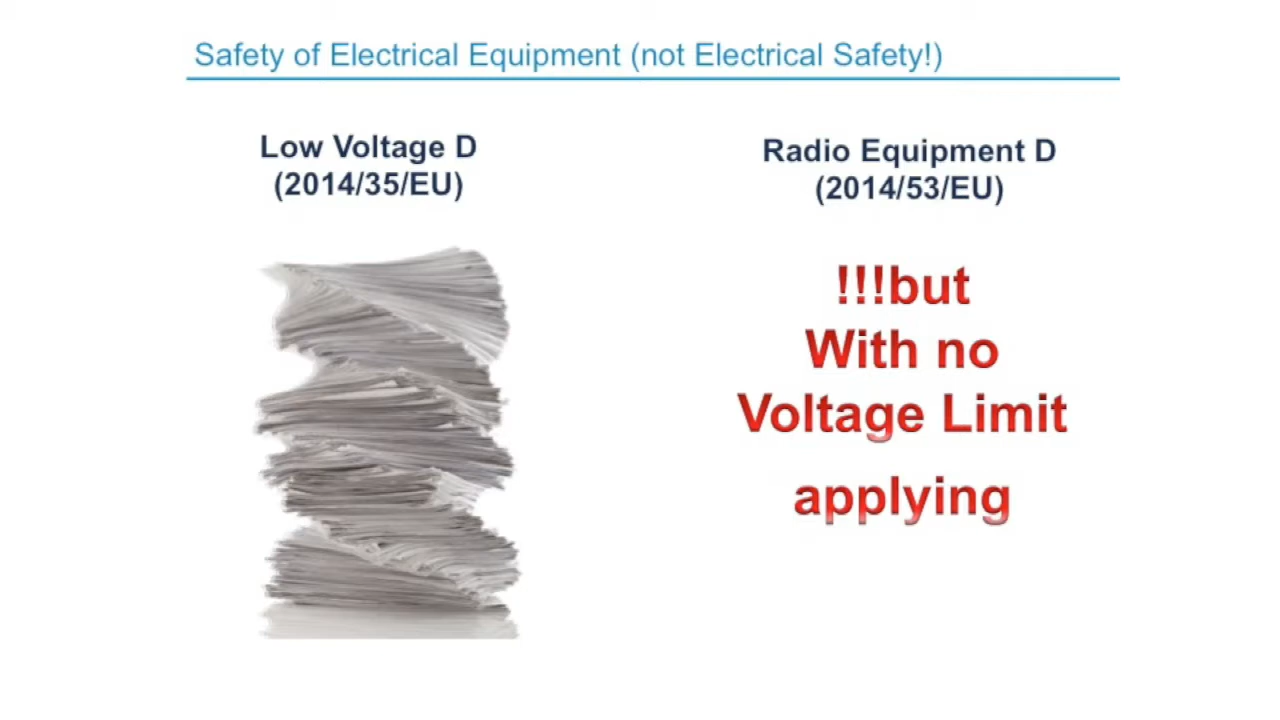 Safety of Electrical Equipment (not Electrical Safety!)
Low Voltage D
(2014/35/EU)
Radio Equipment D
(2014/53/EU)
!!!but
With no
Voltage Limit
applying